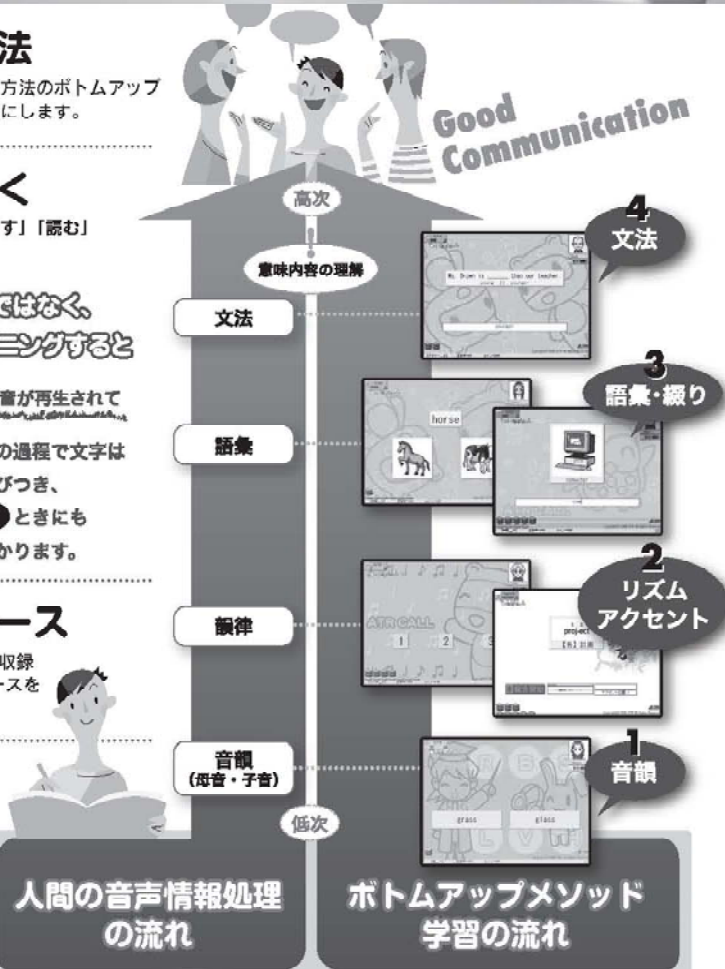 法
方法のボトムアップ
にします。
く
す」「読む」
ではなく、
ニングすると
音が再生されて
の過程で文字は
びつき、
ときにも
かります。
ース
収録
ースを
Good
Communication
高次
!
意味内容の理解
文法
語彙
韻律
音韻
(母音・子音)
低次
4
文法
3
語彙・綴り
horse
2
リズム
アクセント
ATR CALL
1
2
3
project
【名】計画
1
音韻
grass
glass
人間の音声情報処理
の流れ
ボトムアップメソッド
学習の流れ